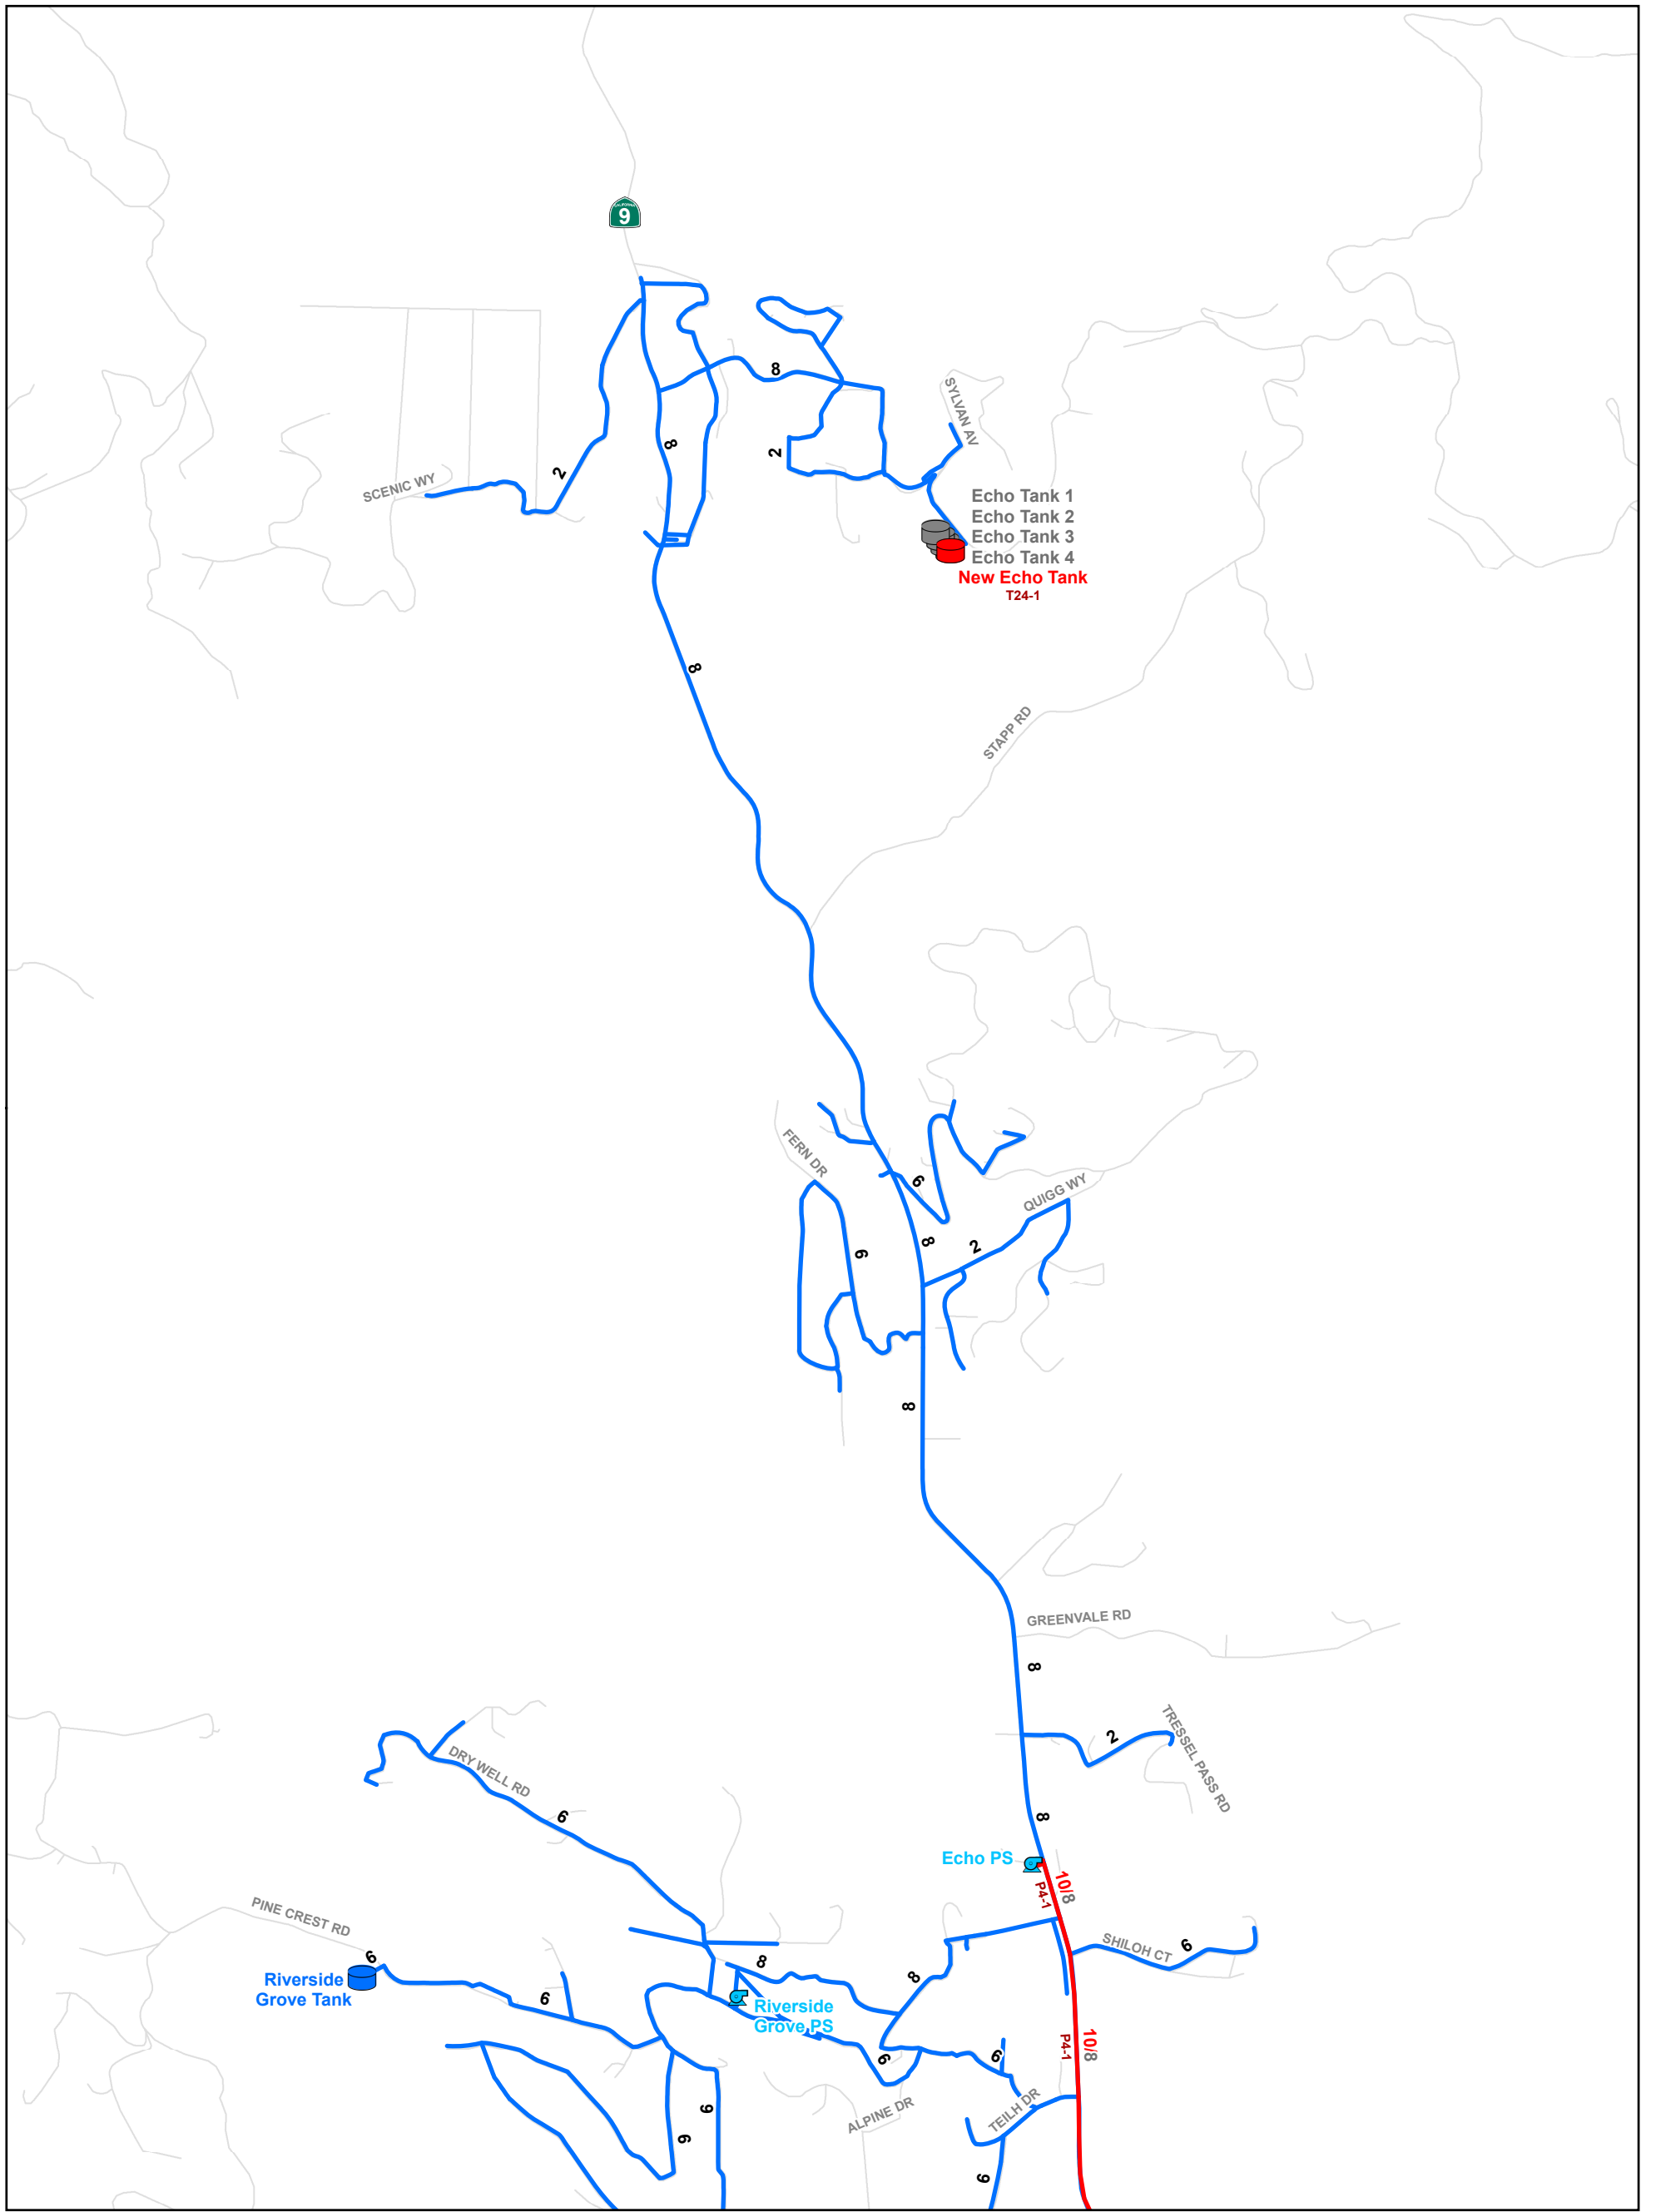 CALIFORNIA
9
8
SYLVAN AV
8
2
2
SCENIC WY
Echo Tank 1
Echo Tank 2
Echo Tank 3
Echo Tank 4
New Echo Tank
T24-1
8
STAPP RD
FERN DR
6
QUIGG WY
8
2
6
8
GREENVALE RD
8
TRESSEL PASS RD
2
DRY WELL RD
6
8
Echo PS
10/8
P4-1
PINE CREST RD
SHILOH CT
6
6
8
8
Riverside
Grove Tank
6
Riverside
Grove PS
10/8
P4-1
6
6
TEILH DR
ALPINE DR
6
6
6